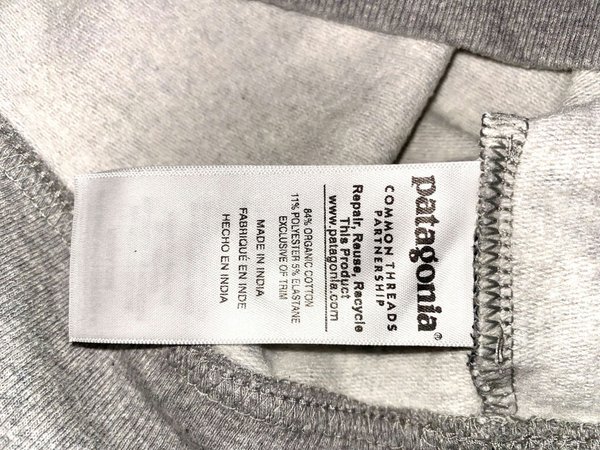 patagonia®
COMMON THREADS
PARTNERSHIP
Repair, Reuse, Recycle
This Product
www.patagonia.com
84% ORGANIC COTTON
11% POLYESTER 5% ELASTANE
EXCLUSIVE OF TRIM
MADE IN INDIA
FABRIQUÉ EN INDE
HECHO EN INDIA